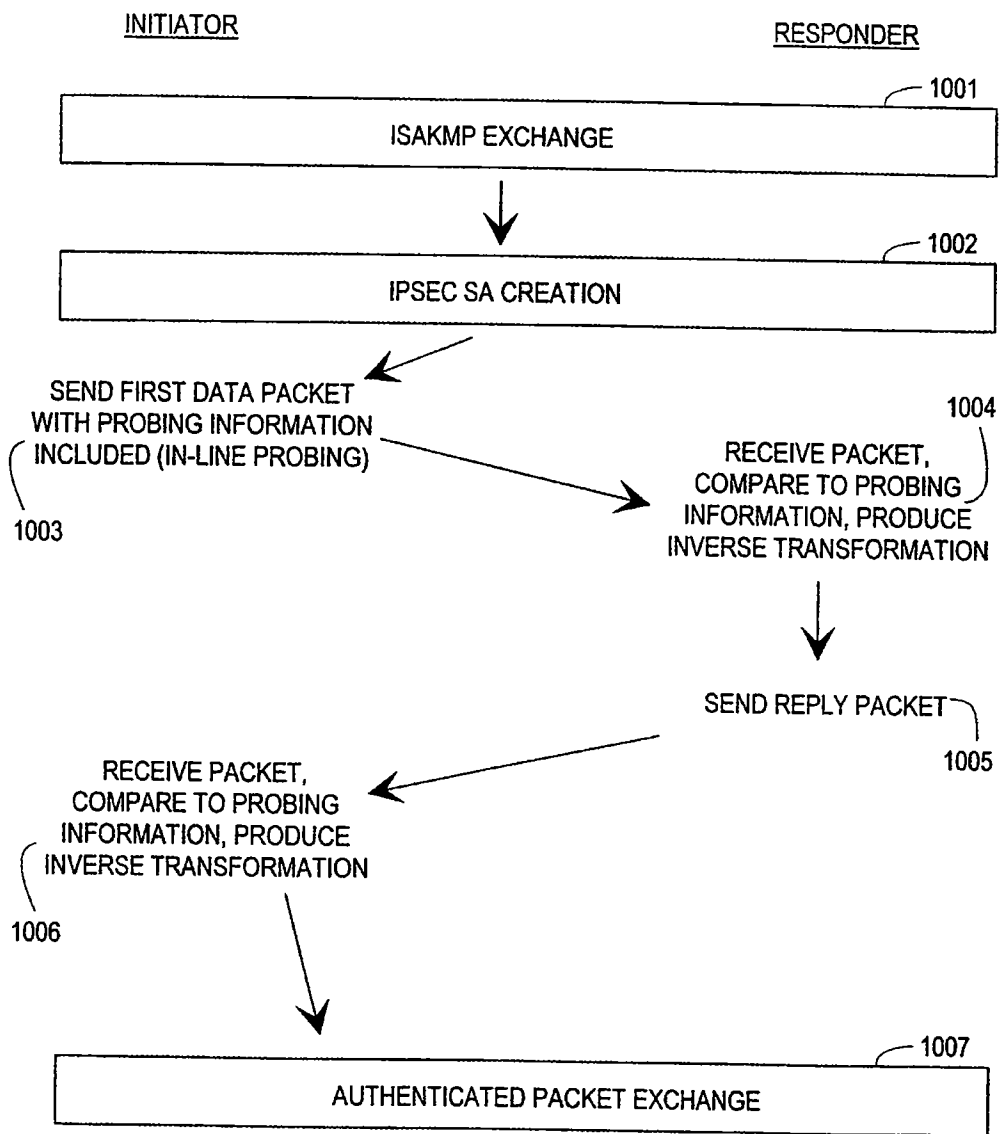 INITIATOR
RESPONDER
1001
ISAKMP EXCHANGE
1002
IPSEC SA CREATION
SEND FIRST DATA PACKET
WITH PROBING INFORMATION
INCLUDED (IN-LINE PROBING)
1003
1004
RECEIVE PACKET,
COMPARE TO PROBING
INFORMATION, PRODUCE
INVERSE TRANSFORMATION
SEND REPLY PACKET
1005
RECEIVE PACKET,
COMPARE TO PROBING
INFORMATION, PRODUCE
INVERSE TRANSFORMATION
1006
1007
AUTHENTICATED PACKET EXCHANGE